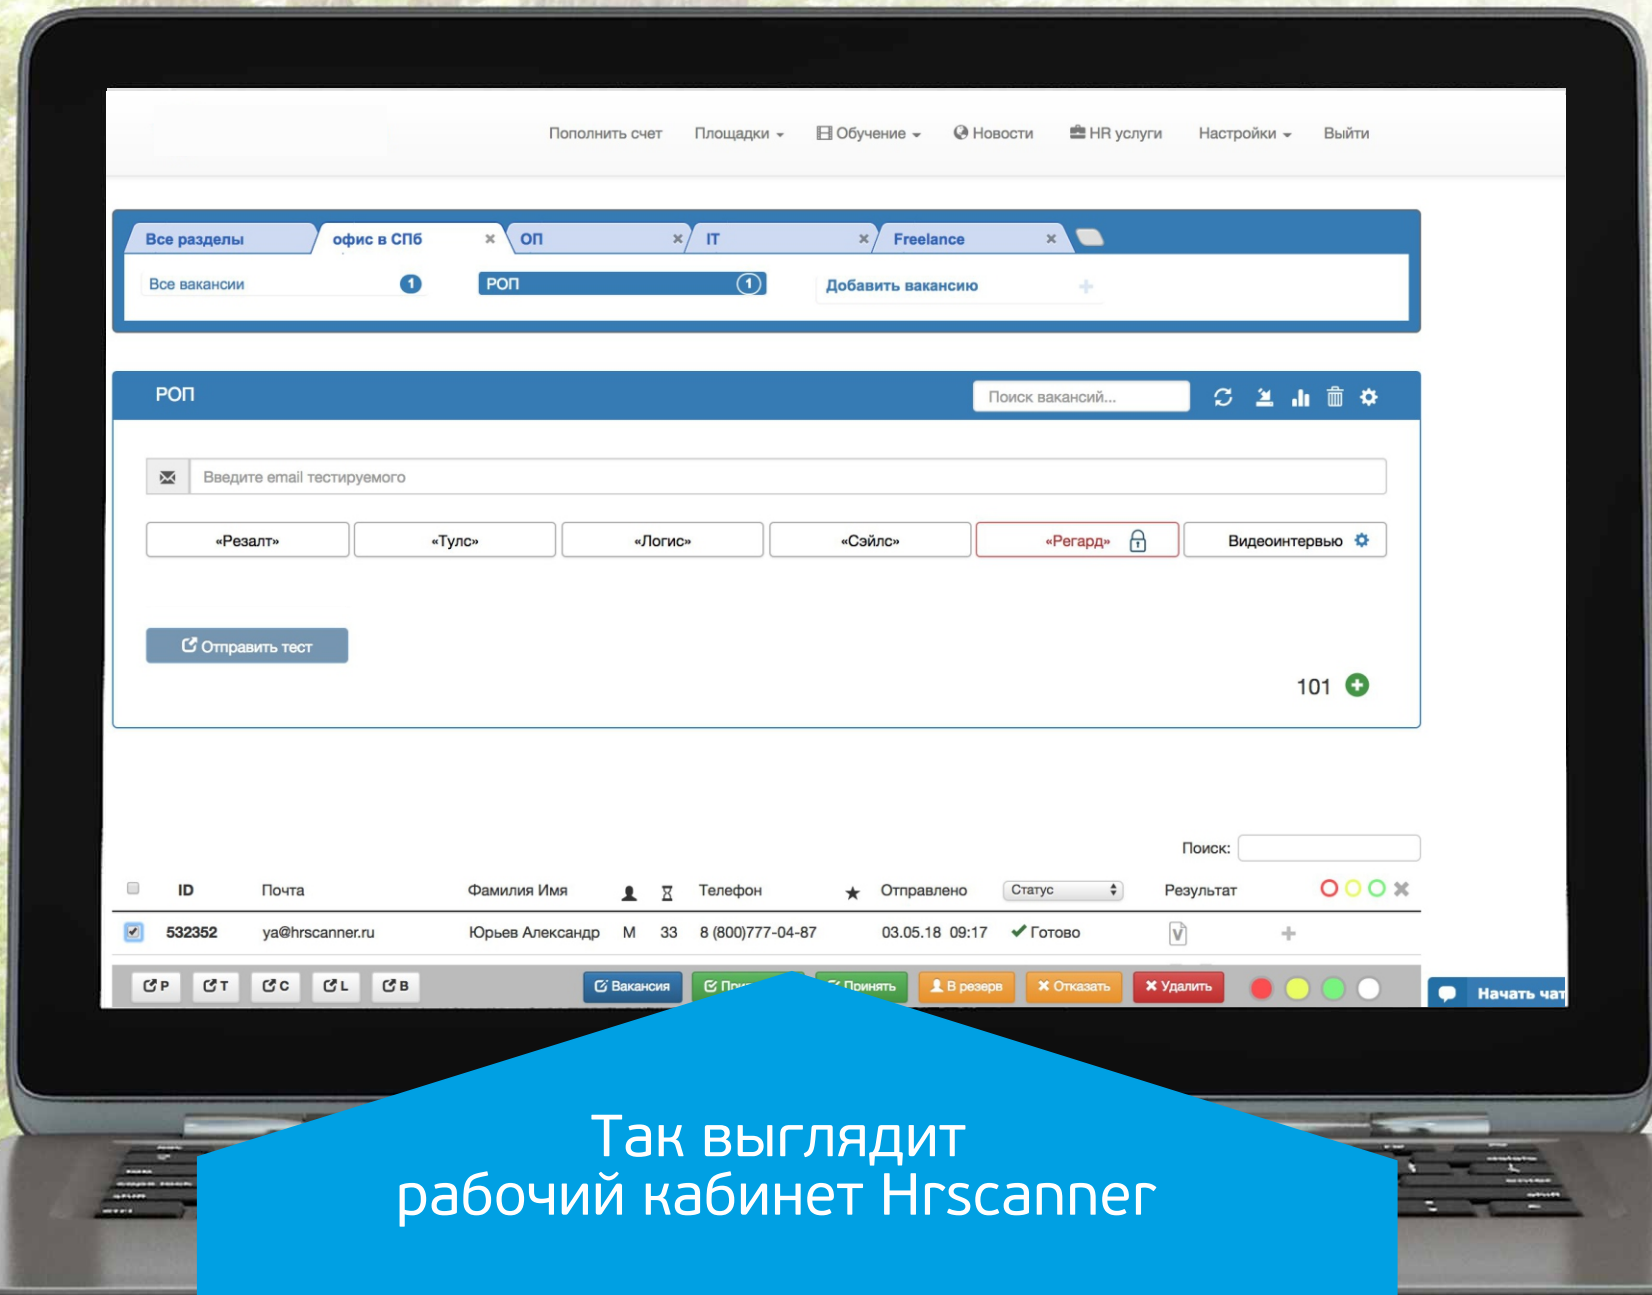 Пополнить счет Площадки Обучение Новости HR услуги Настройки Выйти
Все разделы офис в СПб ОП IT Freelance
Все вакансии 1 РОП 1 Добавить вакансию
РОП Поиск вакансий...
Введите email тестируемого
«Резалт» «Тулс» «Логис» «Сэйлс» «Регард» Видеоинтервью
Отправить тест
101
Поиск:
ID Почта Фамилия Имя Телефон Отправлено Статус Результат
532352 ya@hrscanner.ru Юрьев Александр М 33 8 (800)777-04-87 03.05.18 09:17 Готово
P T C L B Вакансия Принять В резерв Отказать Удалить Начать чат
Так выглядит
рабочий кабинет Hrscanner